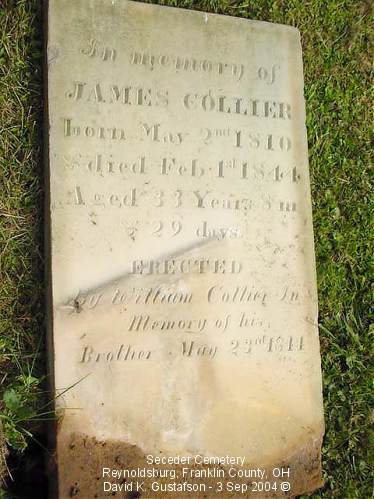 In memory of
JAMES COLLIER
born May 2nd 1810
& died Feb. 1st 1844
Aged 33 Years 8 m
& 29 days.
ERECTED
By William Collier In
Memory of his
Brother May 23rd 1844
Seceder Cemetery
Reynoldsburg, Franklin County, OH
David K. Gustafson - 3 Sep 2004 ©